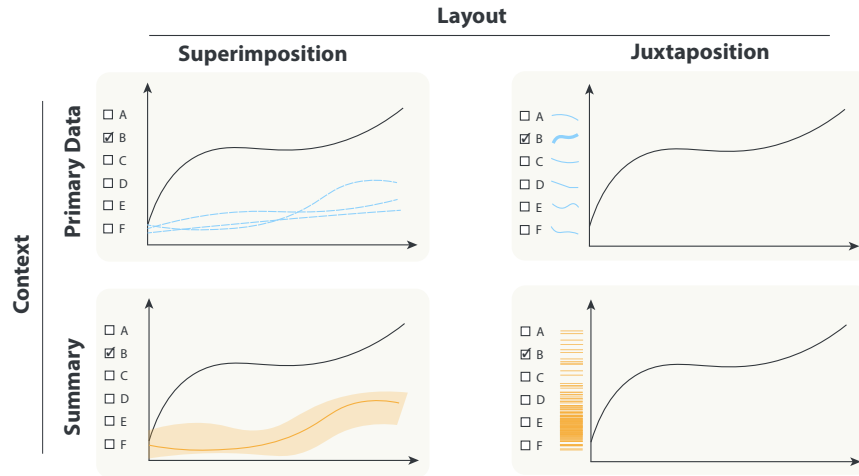 Layout
Superimposition
Juxtaposition
Context
Primary Data
A
B
C
D
E
F
A
B
C
D
E
F
Summary
A
B
C
D
E
F
A
B
C
D
E
F